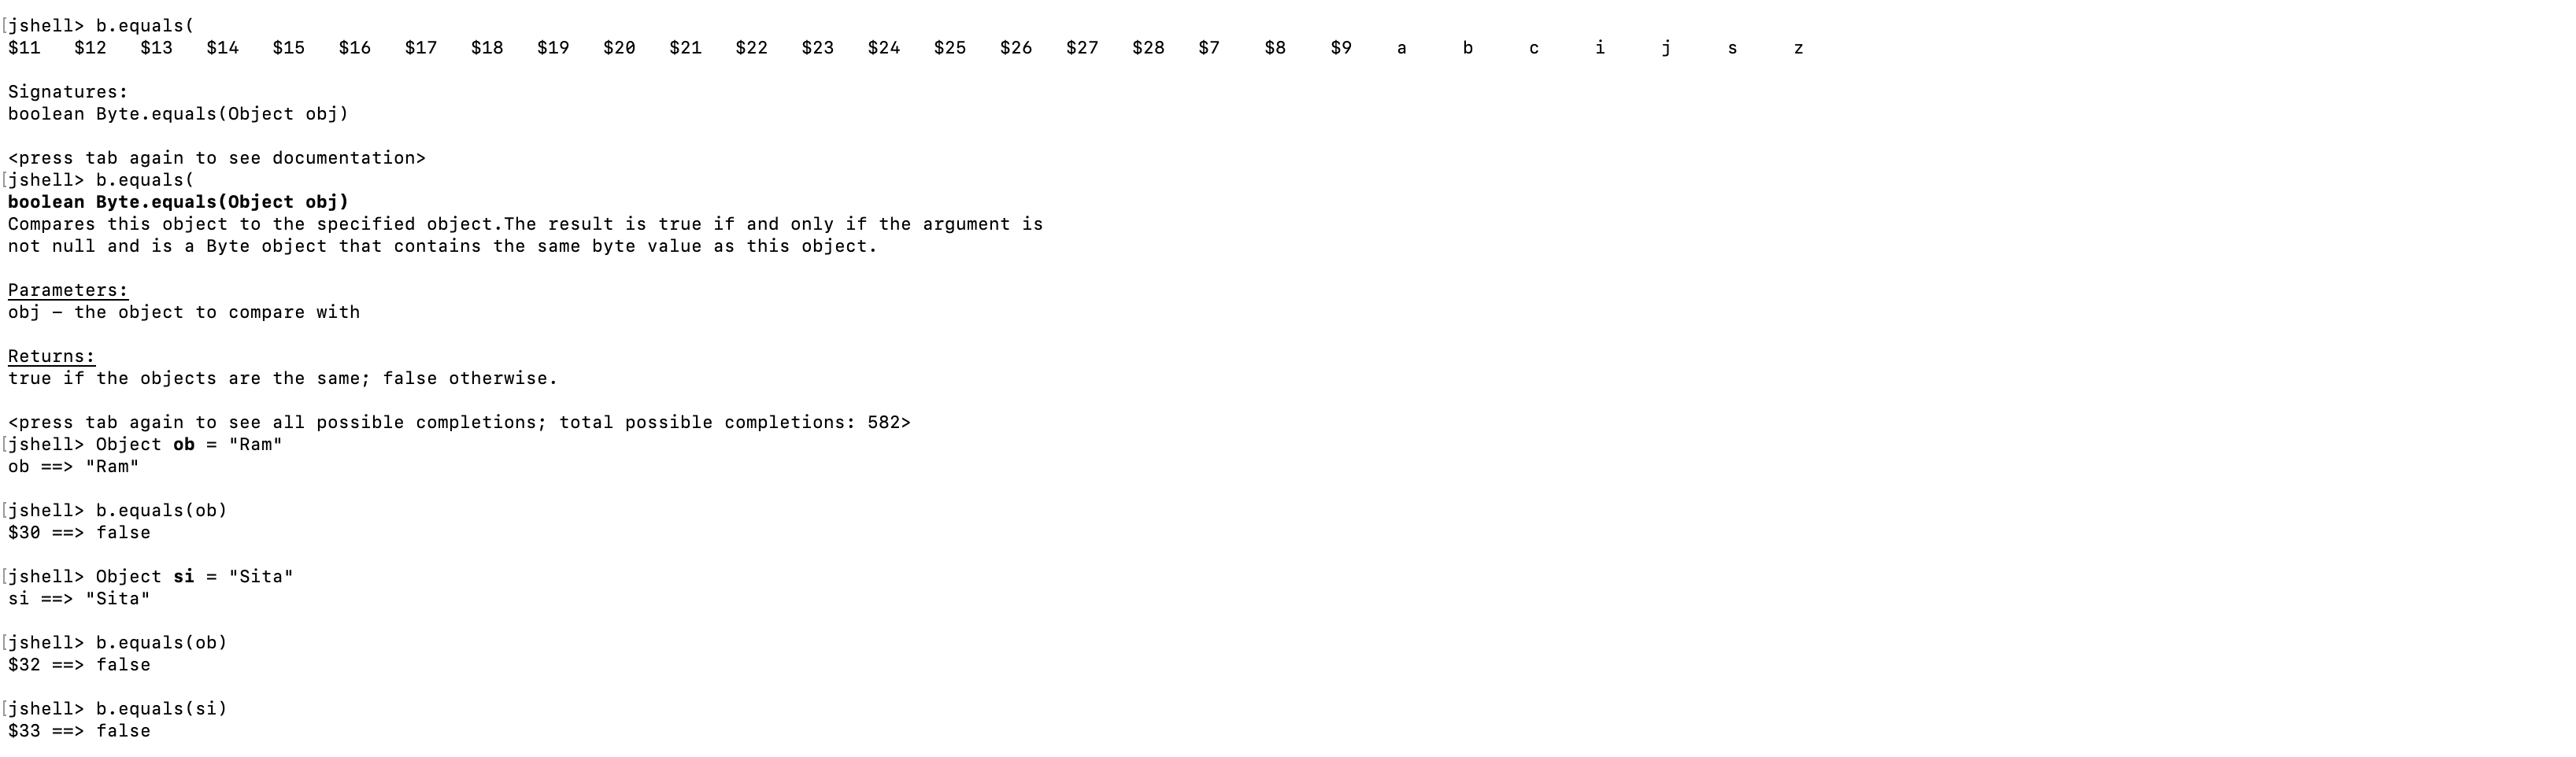 [jshell> b.equals(
$11   $12   $13   $14   $15   $16   $17   $18   $19   $20   $21   $22   $23   $24   $25   $26   $27   $28   $7    $8    $9    a     b     c     i     j     s     z
Signatures:
boolean Byte.equals(Object obj)
<press tab again to see documentation>
[jshell> b.equals(
boolean Byte.equals(Object obj)
Compares this object to the specified object.The result is true if and only if the argument is
not null and is a Byte object that contains the same byte value as this object.
Parameters:
obj – the object to compare with
Returns:
true if the objects are the same; false otherwise.
<press tab again to see all possible completions; total possible completions: 582>
[jshell> Object ob = "Ram"
ob ==> "Ram"
[jshell> b.equals(ob)
$30 ==> false
[jshell> Object si = "Sita"
si ==> "Sita"
[jshell> b.equals(ob)
$32 ==> false
[jshell> b.equals(si)
$33 ==> false